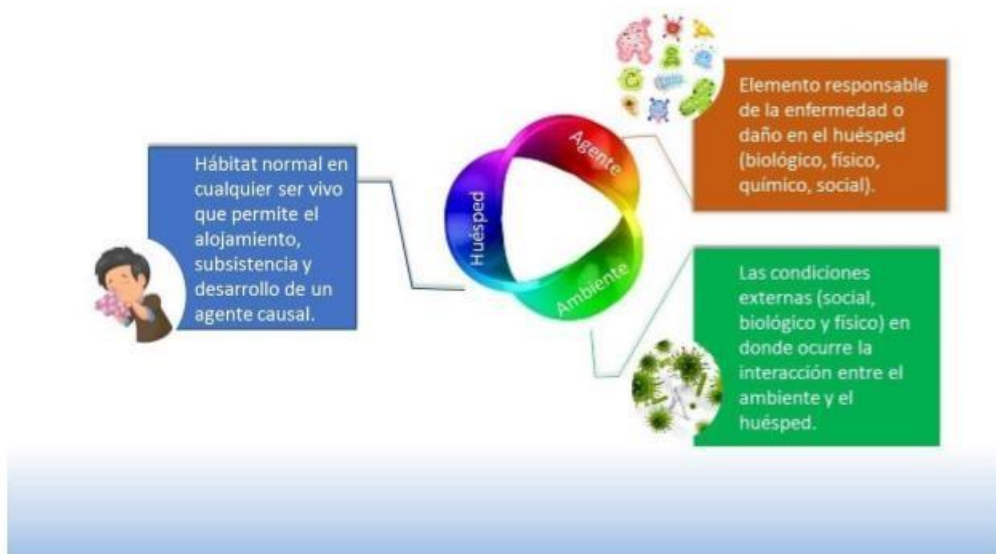 Hábitat normal en
cualquier ser vivo
que permite el
alojamiento,
subsistencia y
desarrollo de un
agente causal.
Huésped
Agente
Ambiente
Elemento responsable
de la enfermedad o
daño en el huésped
(biológico, físico,
químico, social).
Las condiciones
externas (social,
biológico y físico) en
donde ocurre la
interacción entre el
ambiente y el
huésped.